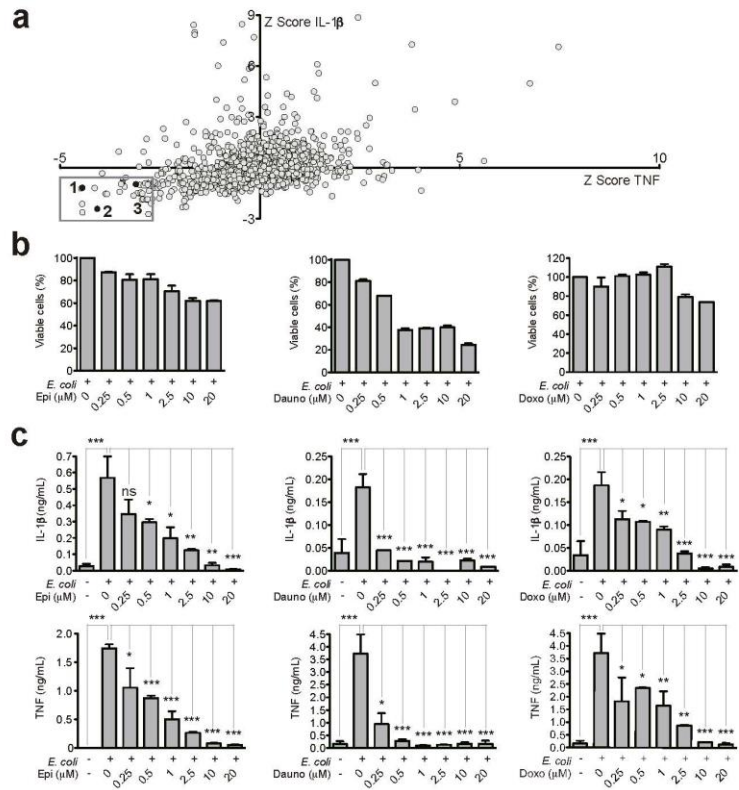 a
Z Score IL-1β
9
6
3
-5
5
10
Z Score TNF
-3
1
2
3
b
Viable cells (%)
100
80
60
40
20
0
E. coli + + + + + + +
Epi (µM) 0 0.25 0.5 1 2.5 10 20
Viable cells (%)
100
80
60
40
20
0
E. coli + + + + + + +
Dauno (µM) 0 0.25 0.5 1 2.5 10 20
Viable cells (%)
120
100
80
60
40
20
0
E. coli + + + + + + +
Doxo (µM) 0 0.25 0.5 1 2.5 10 20
c
*** ns * * ** ** ***
IL-1β (ng/mL)
0.7
0.6
0.5
0.4
0.3
0.2
0.1
0.0
E. coli - + + + + + + +
Epi (µM) - 0 0.25 0.5 1 2.5 10 20
*** *** *** *** *** *** ***
IL-1β (ng/mL)
0.25
0.20
0.15
0.10
0.05
0.00
E. coli - + + + + + + +
Dauno (µM) - 0 0.25 0.5 1 2.5 10 20
*** * * ** *** *** ***
IL-1β (ng/mL)
0.25
0.20
0.15
0.10
0.05
0.00
E. coli - + + + + + + +
Doxo (µM) - 0 0.25 0.5 1 2.5 10 20
*** * *** *** *** *** ***
TNF (ng/mL)
2.0
1.5
1.0
0.5
0
E. coli - + + + + + + +
Epi (µM) - 0 0.25 0.5 1 2.5 10 20
*** * *** *** *** *** ***
TNF (ng/mL)
4.5
4.0
3.5
3.0
2.5
2.0
1.5
1.0
0.5
0.0
E. coli - + + + + + + +
Dauno (µM) - 0 0.25 0.5 1 2.5 10 20
*** * * ** ** *** ***
TNF (ng/mL)
4.5
4.0
3.5
3.0
2.5
2.0
1.5
1.0
0.5
0.0
E. coli - + + + + + + +
Doxo (µM) - 0 0.25 0.5 1 2.5 10 20